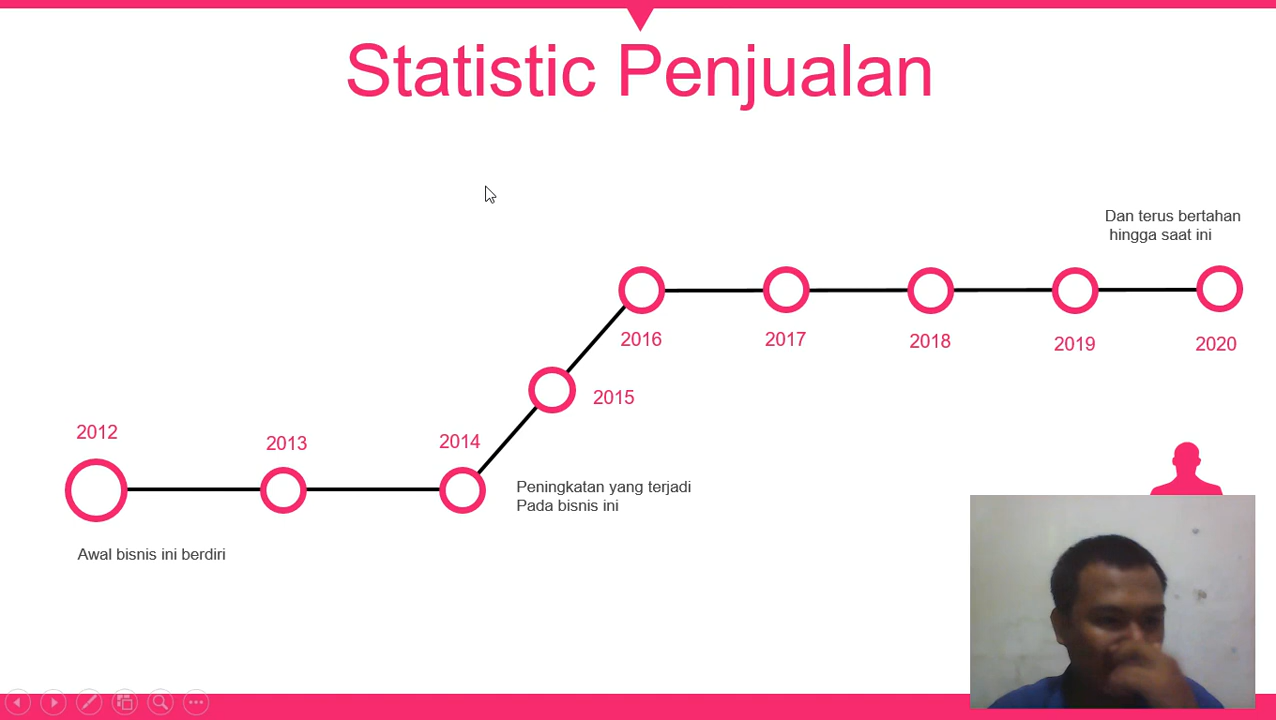 Statistic Penjualan
Dan terus bertahan
hingga saat ini
2016
2017
2018
2019
2020
2015
2012
2013
2014
Peningkatan yang terjadi
Pada bisnis ini
Awal bisnis ini berdiri